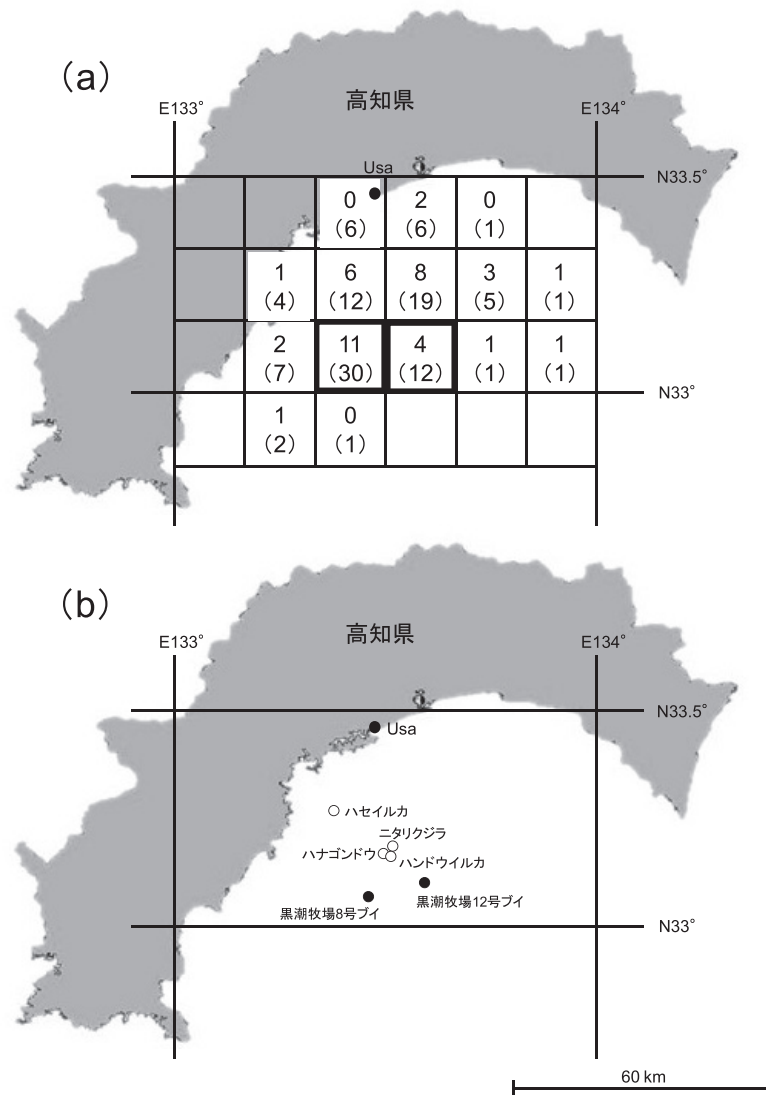 (a)
高知県
E133° E134°
Usa
N33.5°
0 2 0
(6) (6) (1)
1 6 8 3 1
(4) (12) (19) (5) (1)
2 11 4 1 1
(7) (30) (12) (1) (1)
N33°
1 0
(2) (1)
(b)
高知県
E133° E134°
N33.5°
Usa
ハセイルカ
ニタリクジラ
ハナゴンドウ
ハンドウイルカ
黒潮牧場12号ブイ
黒潮牧場8号ブイ
N33°
60 km